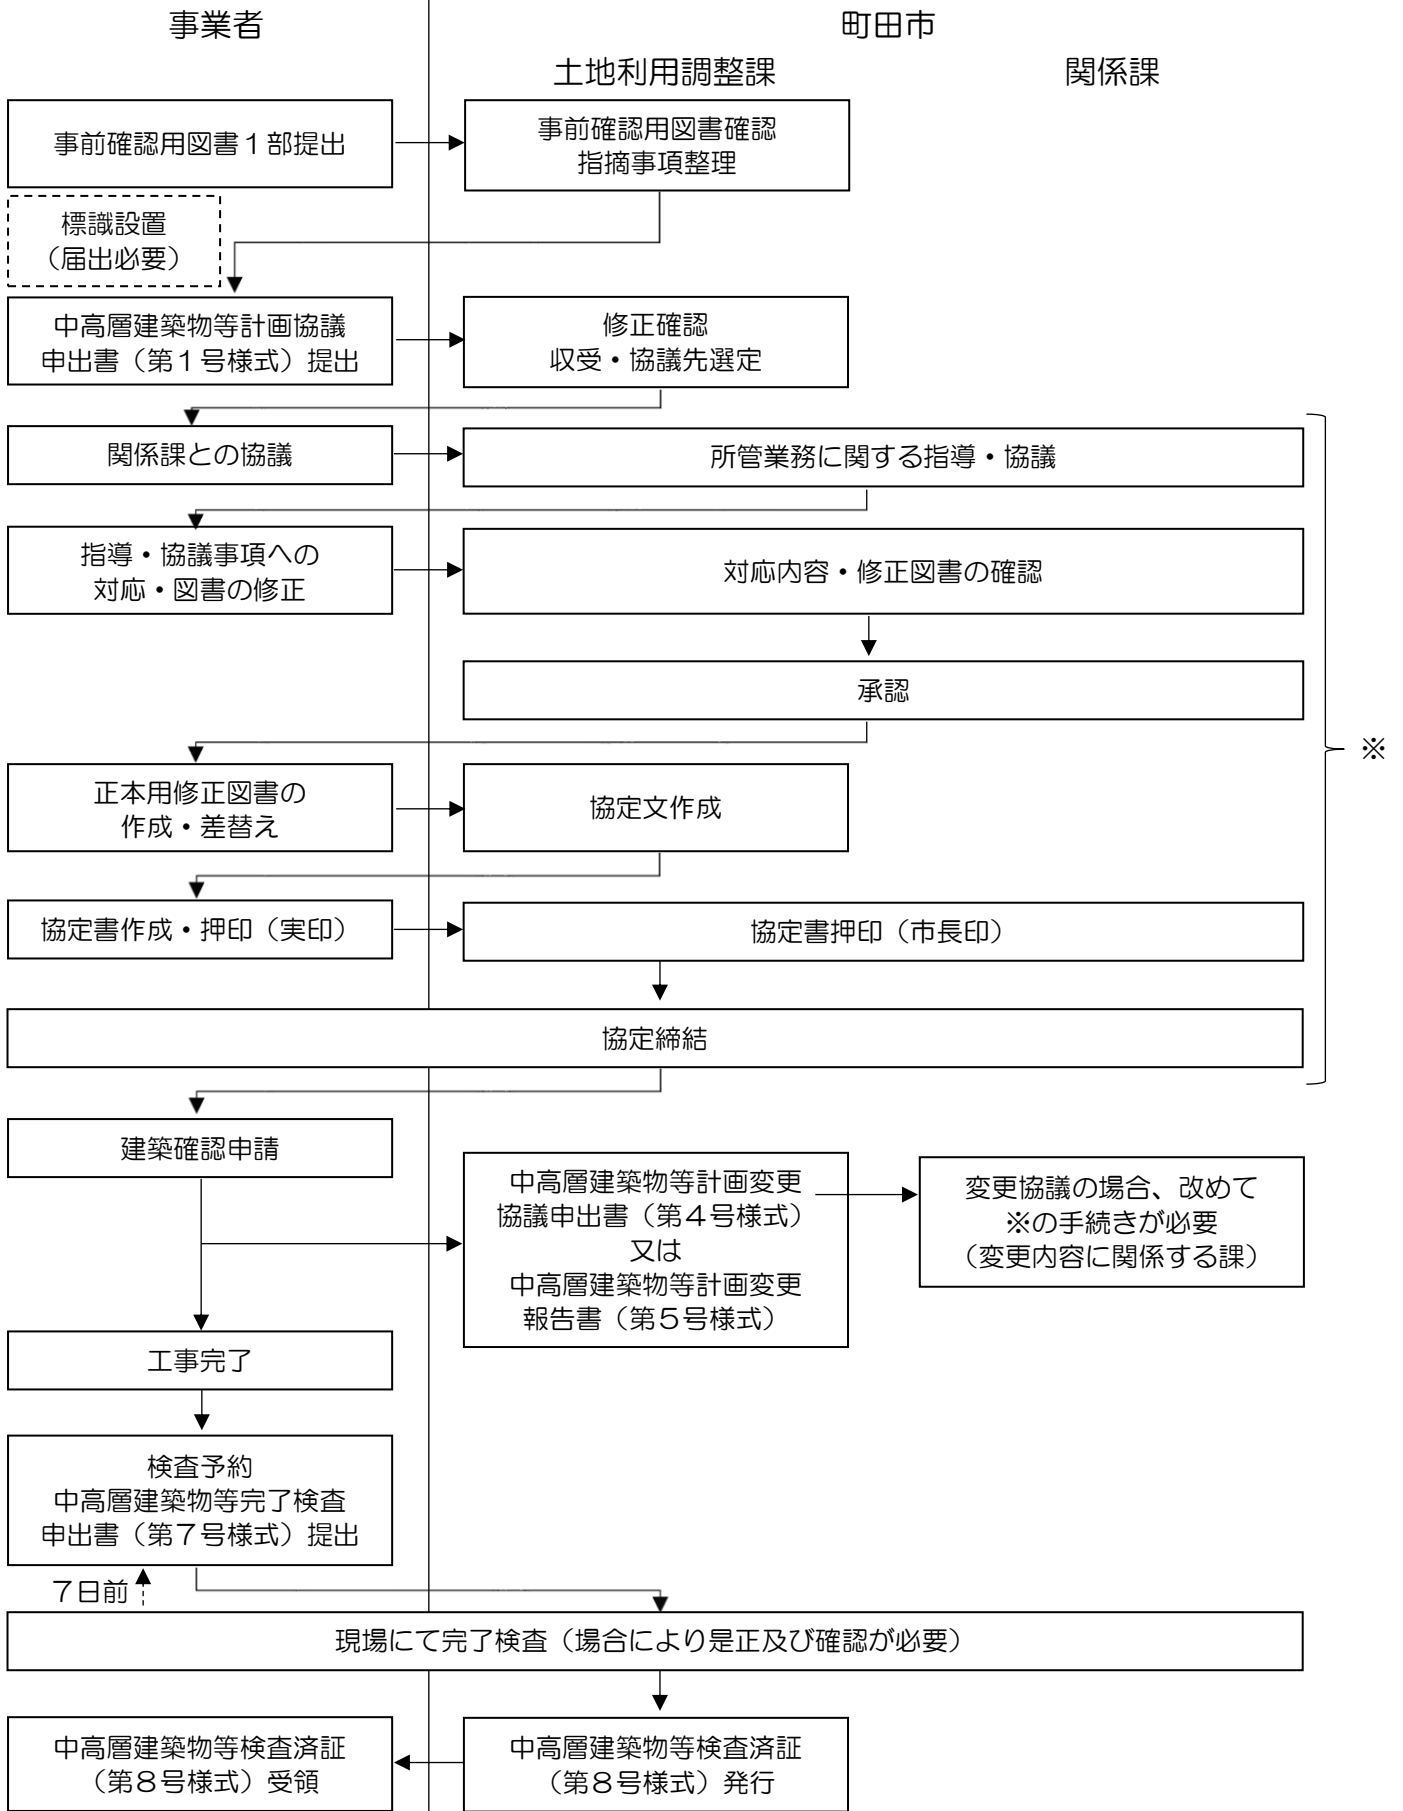 事業者
町田市
土地利用調整課
関係課
事前確認用図書１部提出
事前確認用図書確認
指摘事項整理
標識設置
（届出必要）
中高層建築物等計画協議
申出書（第１号様式）提出
修正確認
収受・協議先選定
関係課との協議
所管業務に関する指導・協議
指導・協議事項への
対応・図書の修正
対応内容・修正図書の確認
承認
※
正本用修正図書の
作成・差替え
協定文作成
協定書作成・押印（実印）
協定書押印（市長印）
協定締結
建築確認申請
中高層建築物等計画変更
協議申出書（第４号様式）
又は
中高層建築物等計画変更
報告書（第５号様式）
変更協議の場合、改めて
※の手続きが必要
（変更内容に関係する課）
工事完了
検査予約
中高層建築物等完了検査
申出書（第７号様式）提出
７日前
現場にて完了検査（場合により是正及び確認が必要）
中高層建築物等検査済証
（第８号様式）受領
中高層建築物等検査済証
（第８号様式）発行